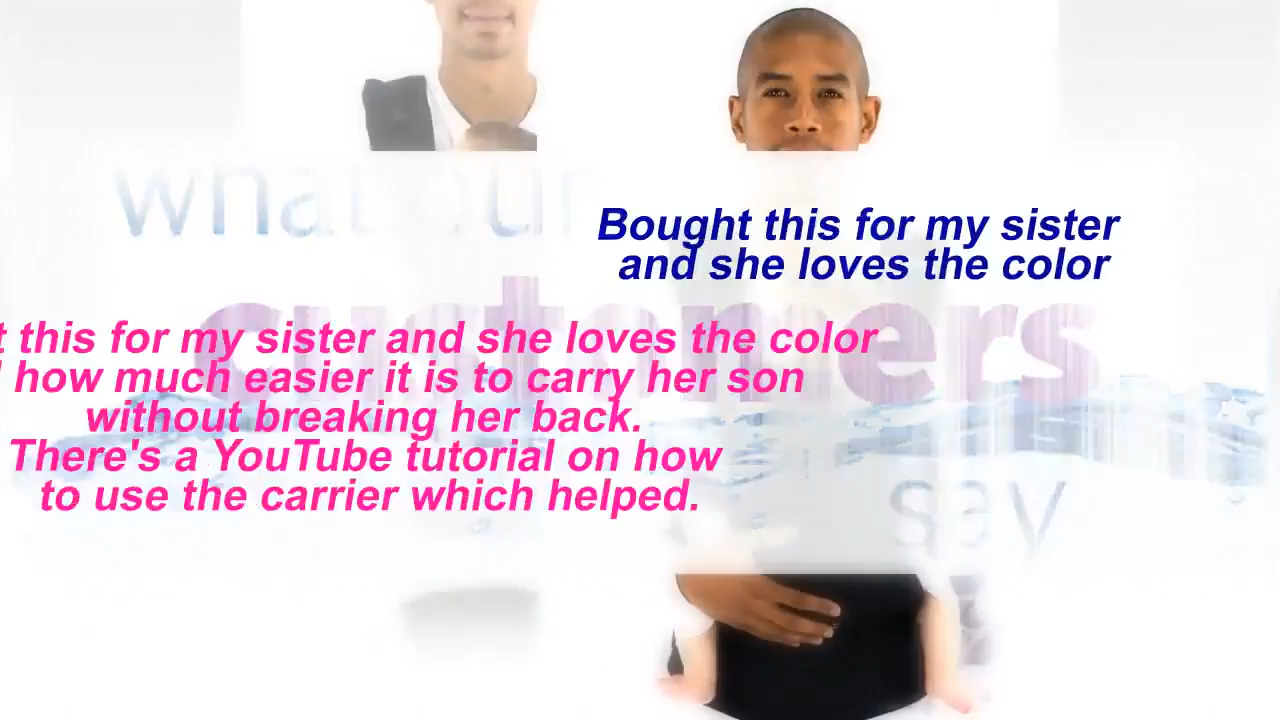 what our
Bought this for my sister
and she loves the color
customers
t this for my sister and she loves the color
how much easier it is to carry her son
without breaking her back.
There's a YouTube tutorial on how
to use the carrier which helped.
say